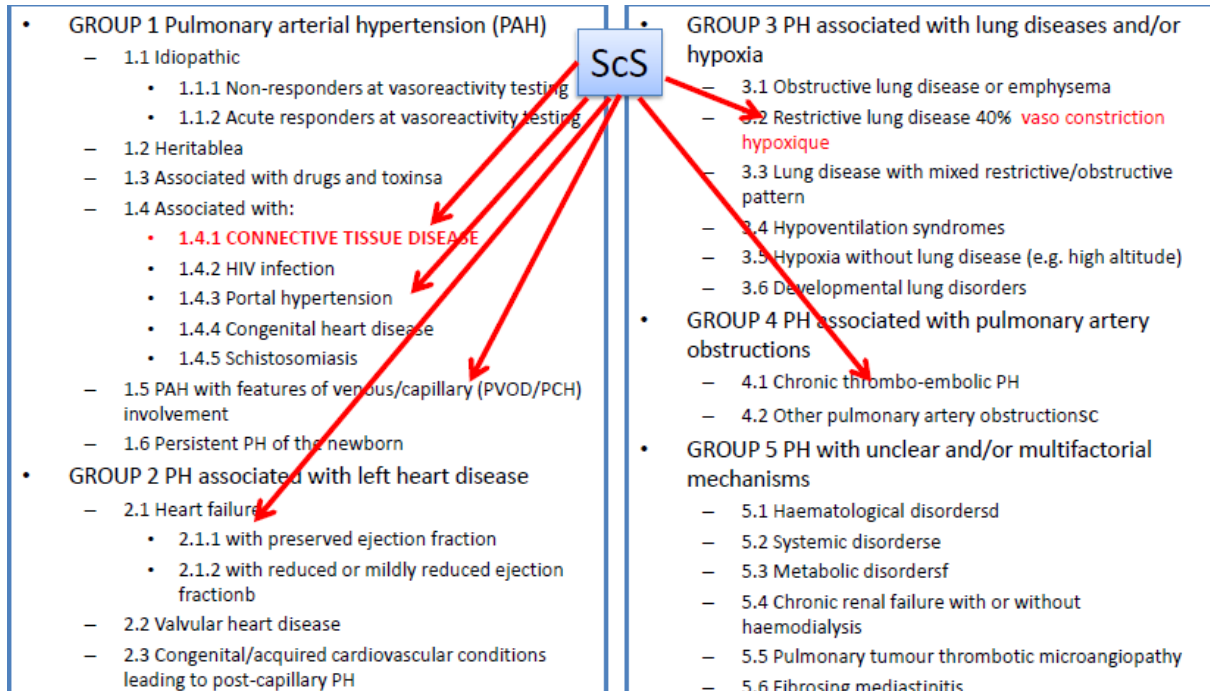 • GROUP 1 Pulmonary arterial hypertension (PAH)
– 1.1 Idiopathic
• 1.1.1 Non-responders at vasoreactivity testing
• 1.1.2 Acute responders at vasoreactivity testing
– 1.2 Heritablea
– 1.3 Associated with drugs and toxinsa
– 1.4 Associated with:
• 1.4.1 CONNECTIVE TISSUE DISEASE
• 1.4.2 HIV infection
• 1.4.3 Portal hypertension
• 1.4.4 Congenital heart disease
• 1.4.5 Schistosomiasis
– 1.5 PAH with features of venous/capillary (PVOD/PCH)
involvement
– 1.6 Persistent PH of the newborn
• GROUP 2 PH associated with left heart disease
– 2.1 Heart failure
• 2.1.1 with preserved ejection fraction
• 2.1.2 with reduced or mildly reduced ejection
fractionb
– 2.2 Valvular heart disease
– 2.3 Congenital/acquired cardiovascular conditions
leading to post-capillary PH
ScS
• GROUP 3 PH associated with lung diseases and/or
hypoxia
– 3.1 Obstructive lung disease or emphysema
– 3.2 Restrictive lung disease 40% vaso constriction
hypoxique
– 3.3 Lung disease with mixed restrictive/obstructive
pattern
– 3.4 Hypoventilation syndromes
– 3.5 Hypoxia without lung disease (e.g. high altitude)
– 3.6 Developmental lung disorders
• GROUP 4 PH associated with pulmonary artery
obstructions
– 4.1 Chronic thrombo-embolic PH
– 4.2 Other pulmonary artery obstructionsc
• GROUP 5 PH with unclear and/or multifactorial
mechanisms
– 5.1 Haematological disordersd
– 5.2 Systemic disorderse
– 5.3 Metabolic disordersf
– 5.4 Chronic renal failure with or without
haemodialysis
– 5.5 Pulmonary tumour thrombotic microangiopathy
– 5.6 Fibrosing mediastinitis